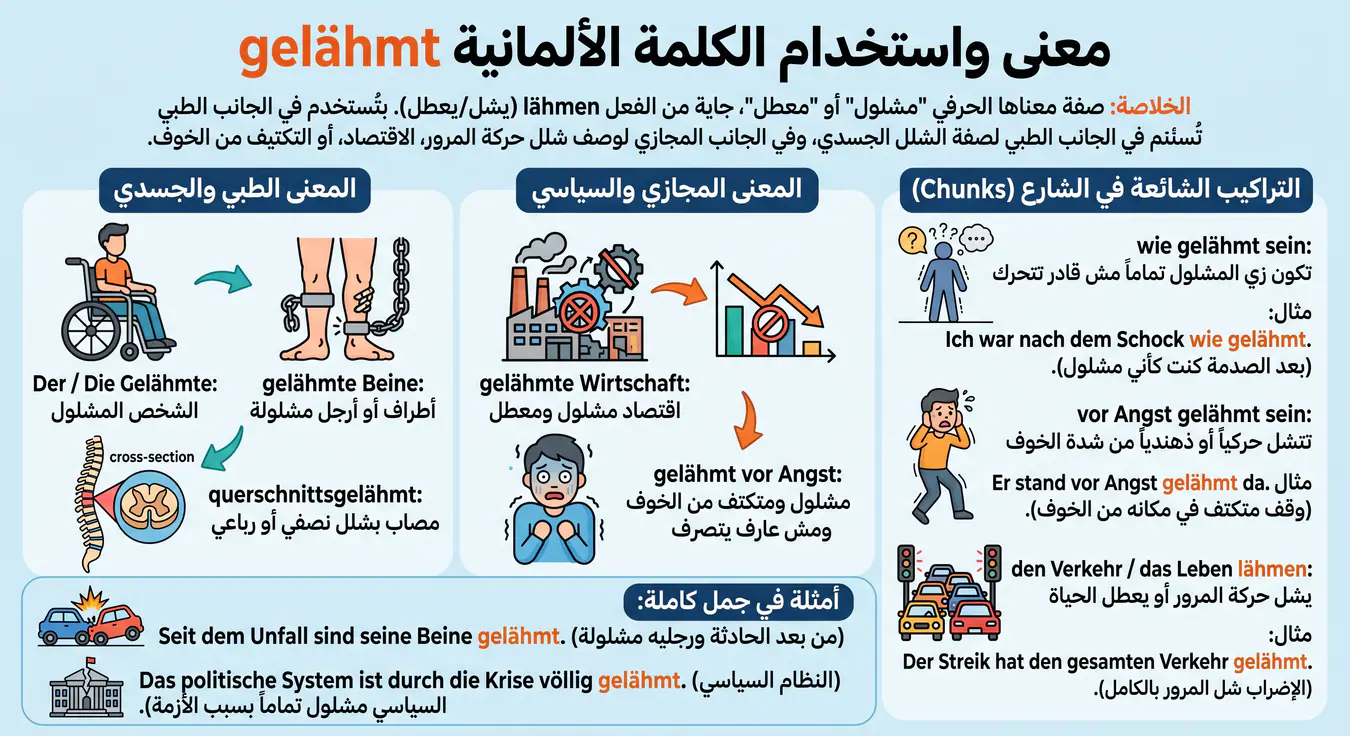 معنى واستخدام الكلمة الألمانية gelähmt
الخلاصة: صفة معناها الحرفي "مشلول" أو "معطل"، جاية من الفعل lähmen (يشل/يعطل). بتُستخدم في الجانب الطبي
تُسئنم في الجانب الطبي لصفة الشلل الجسدي، وفي الجانب المجازي لوصف شلل حركة المرور، الاقتصاد، أو التكتيف من الخوف.
التراكيب الشائعة في الشارع (Chunks)
wie gelähmt sein:
تكون زي المشلول تماماً مش قادر تتحرك
مثال:
Ich war nach dem Schock wie gelähmt.
(بعد الصدمة كنت كأني مشلول).
vor Angst gelähmt sein:
تتشل حركياً أو ذهندياً من شدة الخوف
مثال Er stand vor Angst gelähmt da.
(وقف متكتف في مكانه من الخوف).
den Verkehr / das Leben lähmen:
يشل حركة المرور أو يعطل الحياة
مثال:
Der Streik hat den gesamten Verkehr gelähmt.
(الإضراب شل المرور بالكامل).
المعنى المجازي والسياسي
gelähmte Wirtschaft:
اقتصاد مشلول ومعطل
gelähmt vor Angst:
مشلول ومتكتف من الخوف
ومش عارف يتصرف
المعنى الطبي والجسدي
Der / Die Gelähmte:
الشخص المشلول
gelähmte Beine:
أطراف أو أرجل مشلولة
cross-section
querschnittsgelähmt:
مصاب بشلل نصفي أو رباعي
أمثلة في جمل كاملة:
Seit dem Unfall sind seine Beine gelähmt. (من بعد الحادثة ورجليه مشلولة)
Das politische System ist durch die Krise völlig gelähmt. (النظام السياسي)
السياسي مشلول تماماً بسبب الأزمة).